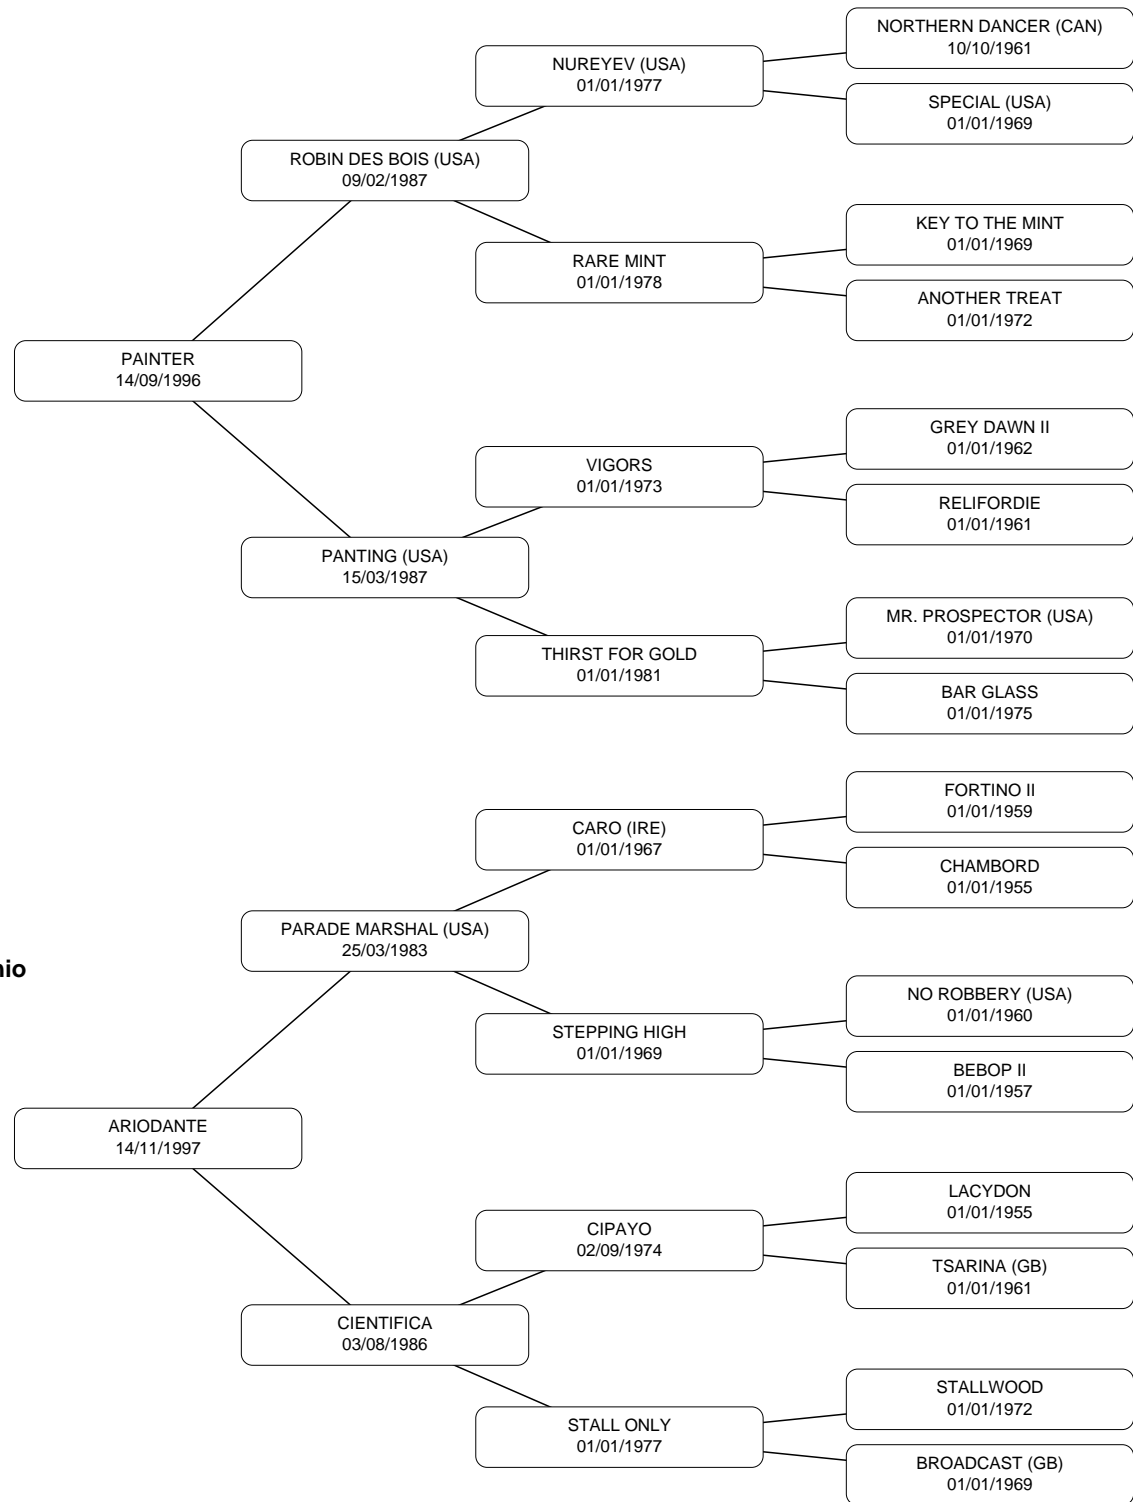 NORTHERN DANCER (CAN)
10/10/1961
NUREYEV (USA)
01/01/1977
SPECIAL (USA)
01/01/1969
ROBIN DES BOIS (USA)
09/02/1987
KEY TO THE MINT
01/01/1969
RARE MINT
01/01/1978
ANOTHER TREAT
01/01/1972
PAINTER
14/09/1996
GREY DAWN II
01/01/1962
VIGORS
01/01/1973
RELIFORDIE
01/01/1961
PANTING (USA)
15/03/1987
MR. PROSPECTOR (USA)
01/01/1970
THIRST FOR GOLD
01/01/1981
BAR GLASS
01/01/1975
FORTINO II
01/01/1959
CARO (IRE)
01/01/1967
CHAMBORD
01/01/1955
PARADE MARSHAL (USA)
25/03/1983
nio
NO ROBBERY (USA)
01/01/1960
STEPPING HIGH
01/01/1969
BEBOP II
01/01/1957
ARIODANTE
14/11/1997
LACYDON
01/01/1955
CIPAYO
02/09/1974
TSARINA (GB)
01/01/1961
CIENTIFICA
03/08/1986
STALLWOOD
01/01/1972
STALL ONLY
01/01/1977
BROADCAST (GB)
01/01/1969